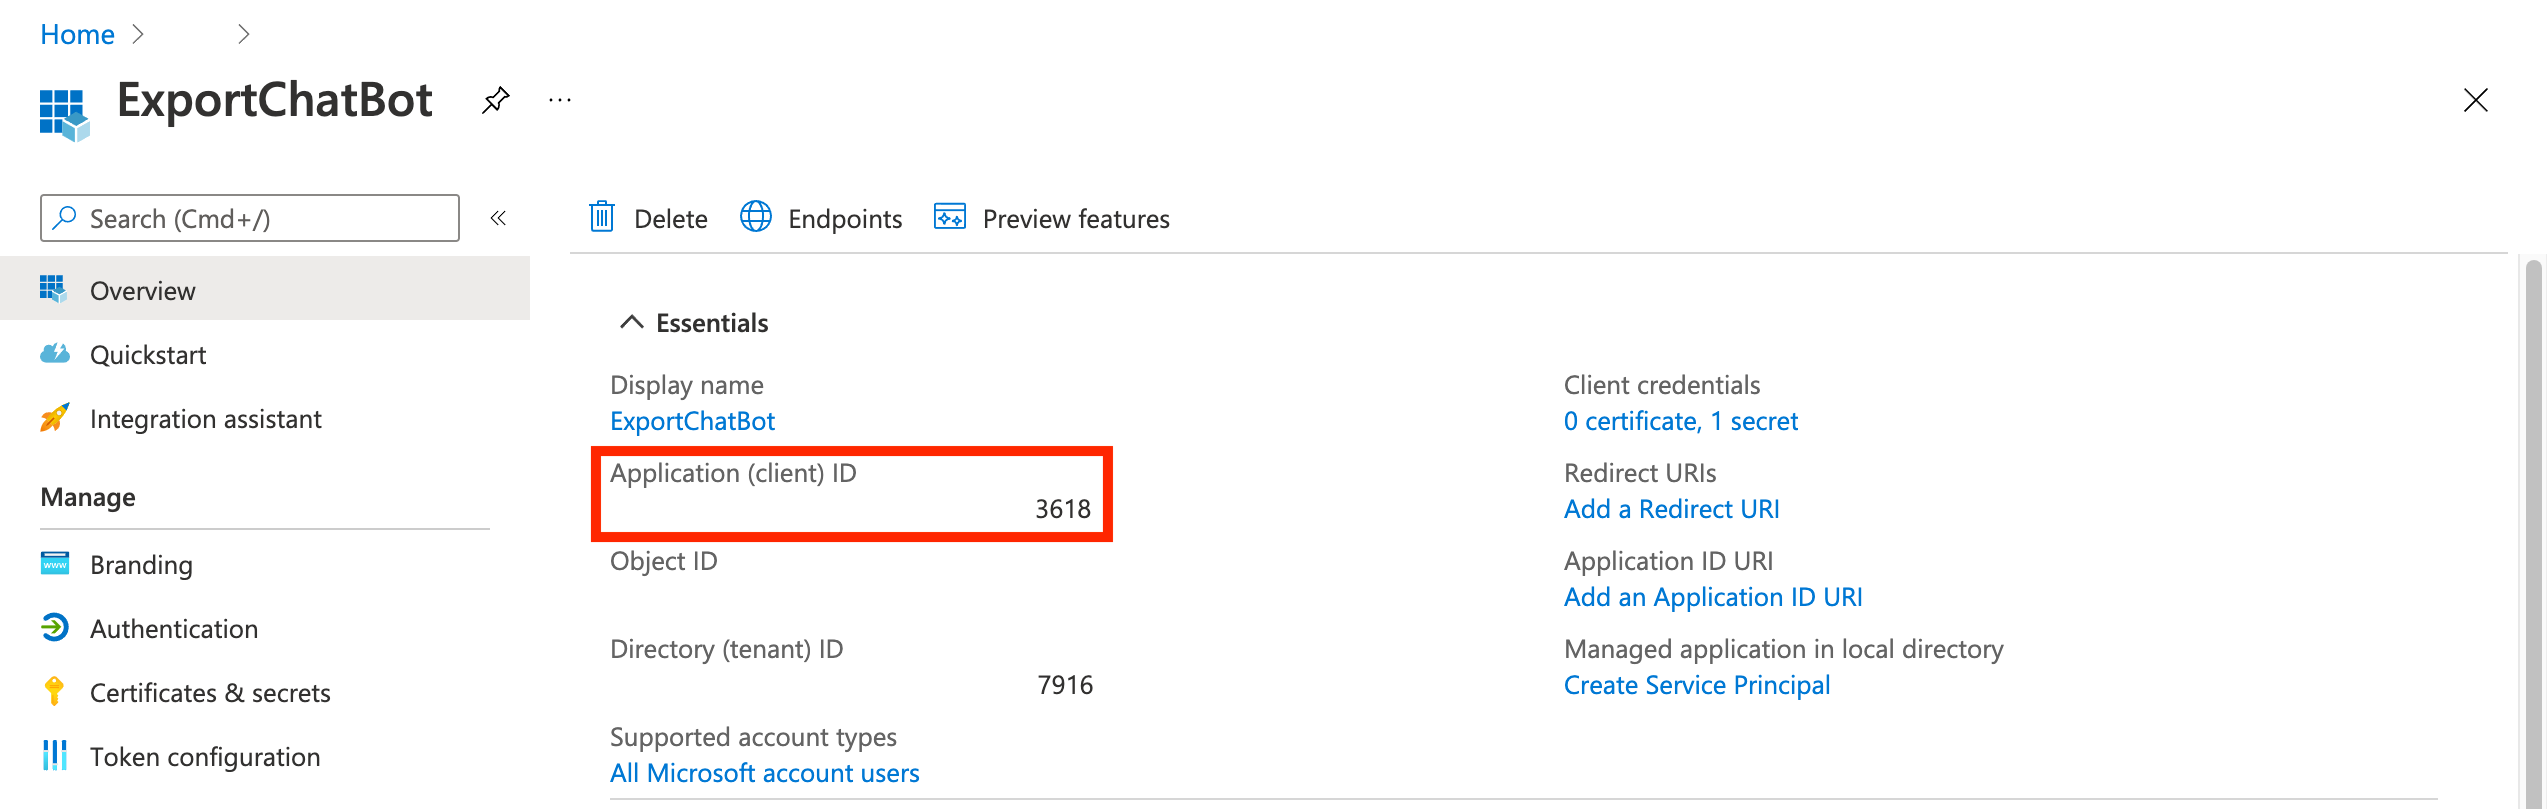 Home
ExportChatBot
Search (Cmd+/)
Delete Endpoints Preview features
Overview
Quickstart
Integration assistant
Manage
Branding
Authentication
Certificates & secrets
Token configuration
Essentials
Display name
ExportChatBot
Application (client) ID
3618
Object ID
Directory (tenant) ID
7916
Supported account types
All Microsoft account users
Client credentials
0 certificate, 1 secret
Redirect URIs
Add a Redirect URI
Application ID URI
Add an Application ID URI
Managed application in local directory
Create Service Principal